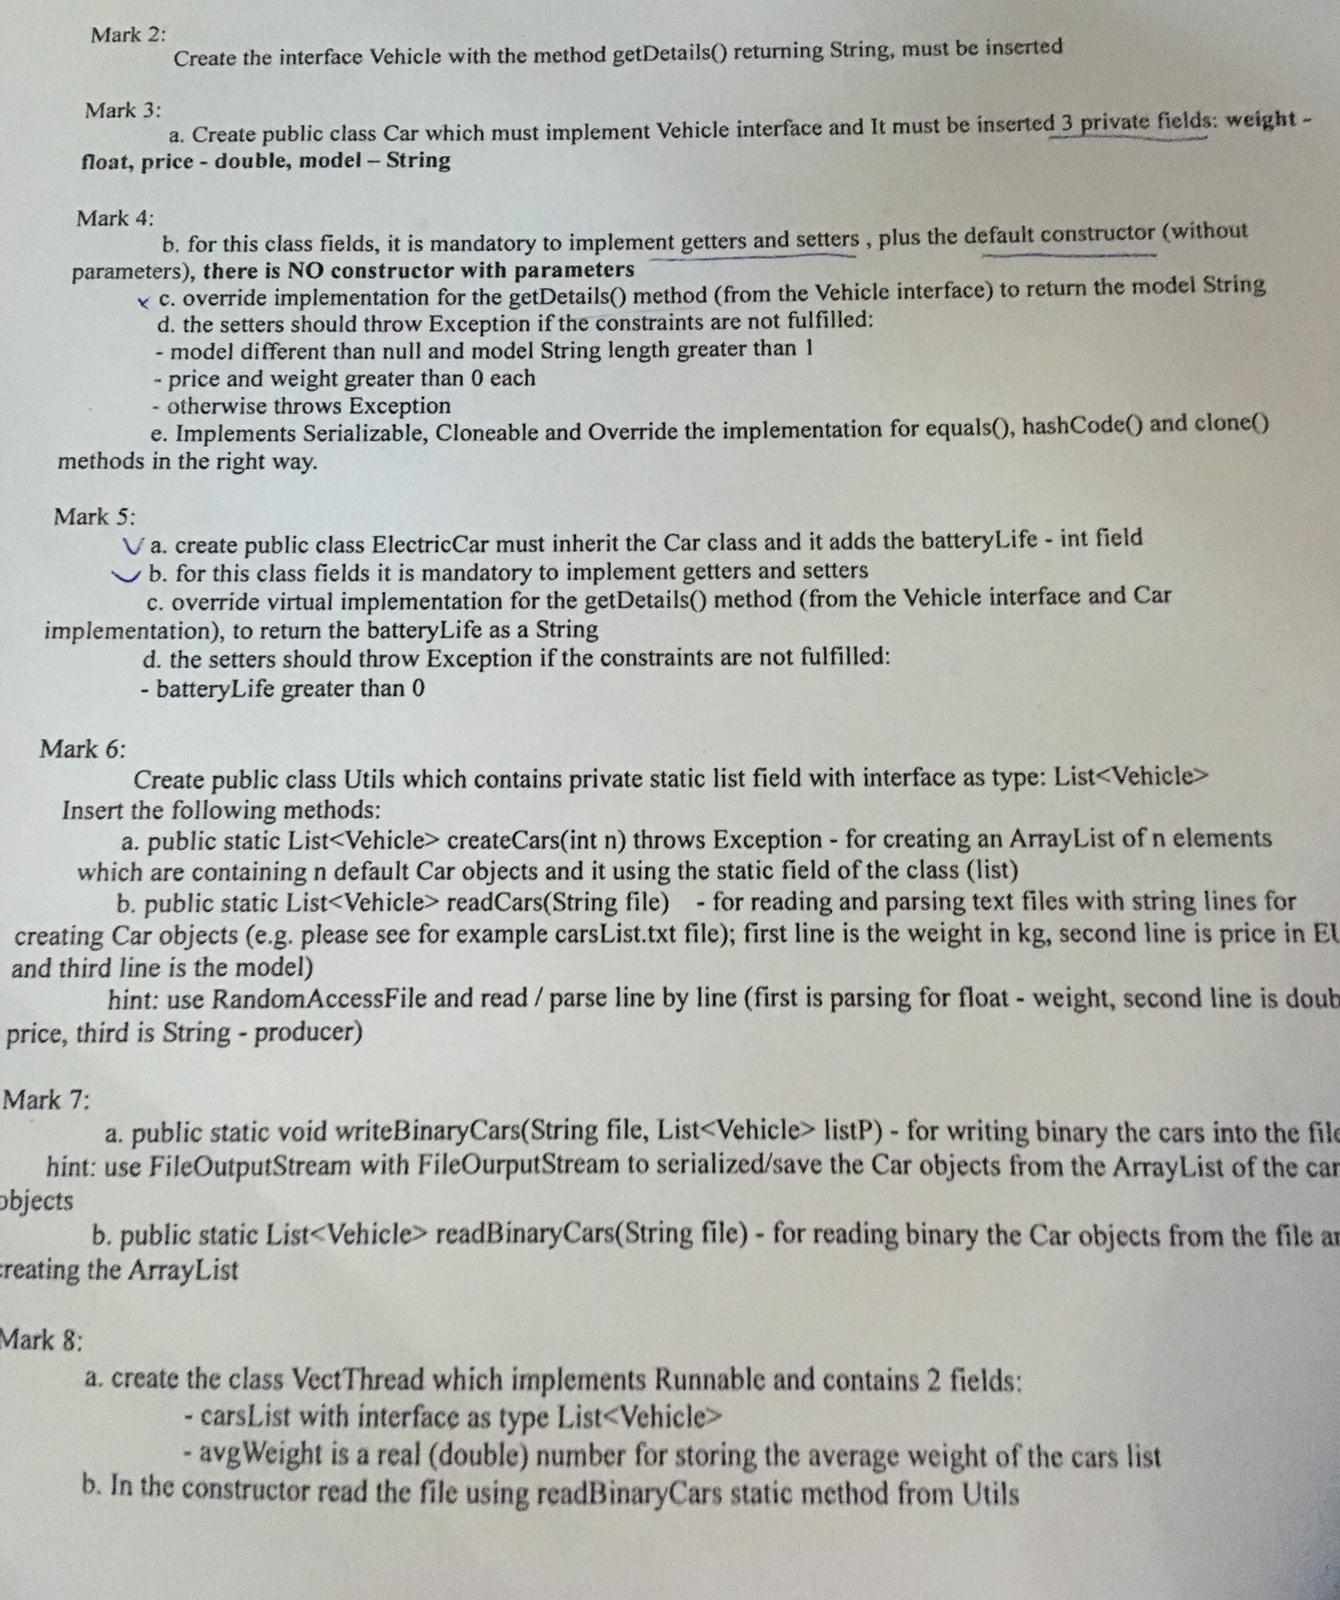 Mark 2:
Create the interface Vehicle with the method getDetails() returning String, must be inserted
Mark 3:
a. Create public class Car which must implement Vehicle interface and It must be inserted 3 private fields: weight -
float, price - double, model – String
Mark 4:
b. for this class fields, it is mandatory to implement getters and setters , plus the default constructor (without
parameters), there is NO constructor with parameters
c. override implementation for the getDetails() method (from the Vehicle interface) to return the model String
d. the setters should throw Exception if the constraints are not fulfilled:
- model different than null and model String length greater than 1
- price and weight greater than 0 each
- otherwise throws Exception
e. Implements Serializable, Cloneable and Override the implementation for equals(), hashCode() and clone()
methods in the right way.
Mark 5:
a. create public class ElectricCar must inherit the Car class and it adds the batteryLife - int field
b. for this class fields it is mandatory to implement getters and setters
c. override virtual implementation for the getDetails() method (from the Vehicle interface and Car
implementation), to return the batteryLife as a String
d. the setters should throw Exception if the constraints are not fulfilled:
- batteryLife greater than 0
Mark 6:
Create public class Utils which contains private static list field with interface as type: List<Vehicle>
Insert the following methods:
a. public static List<Vehicle> createCars(int n) throws Exception - for creating an ArrayList of n elements
which are containing n default Car objects and it using the static field of the class (list)
b. public static List<Vehicle> readCars(String file) - for reading and parsing text files with string lines for
creating Car objects (e.g. please see for example carsList.txt file); first line is the weight in kg, second line is price in EU
and third line is the model)
hint: use RandomAccessFile and read / parse line by line (first is parsing for float - weight, second line is doub
price, third is String - producer)
Mark 7:
a. public static void writeBinaryCars(String file, List<Vehicle> listP) - for writing binary the cars into the file
hint: use FileOutputStream with FileOurputStream to serialized/save the Car objects from the ArrayList of the car
objects
b. public static List<Vehicle> readBinaryCars(String file) - for reading binary the Car objects from the file an
creating the ArrayList
Mark 8:
a. create the class VectThread which implements Runnable and contains 2 fields:
- carsList with interface as type List<Vehicle>
- avgWeight is a real (double) number for storing the average weight of the cars list
b. In the constructor read the file using readBinaryCars static method from Utils